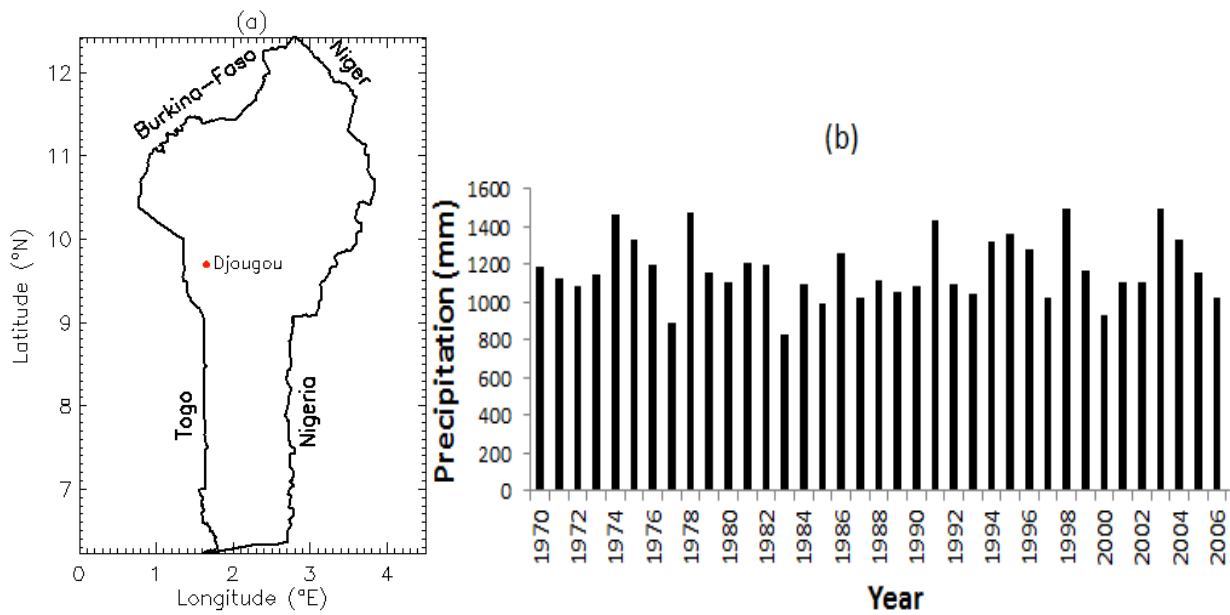 (a)
Burkina-Faso
Niger
Djougou
Togo
Nigeria
12
11
10
9
8
7
0 1 2 3 4
Latitude (°N)
Longitude (°E)
(b)
Precipitation (mm)
1600
1400
1200
1000
800
600
400
200
0
1970 1972 1974 1976 1978 1980 1982 1984 1986 1988 1990 1992 1994 1996 1998 2000 2002 2004 2006
Year